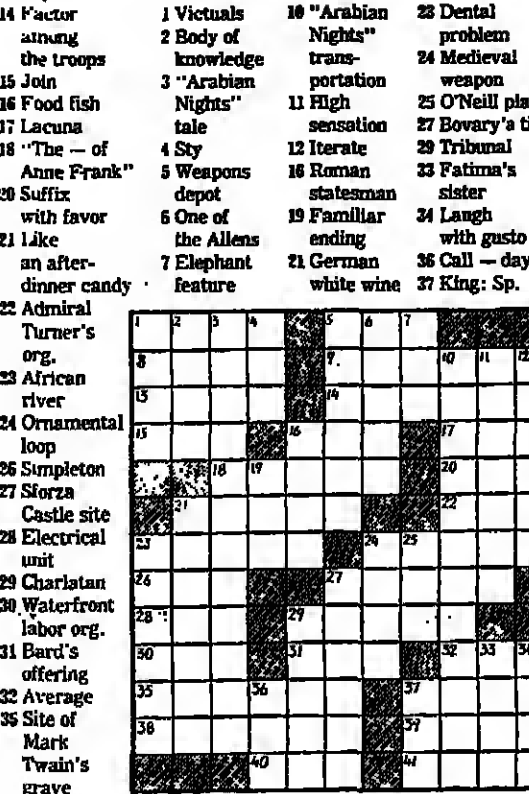 14 Factor
among
the troops
15 Join
16 Food fish
17 Lacuna
18 "The — of
Anne Frank"
20 Suffix
with favor
21 Like
an after-
dinner candy
22 Admiral
Turner's
org.
23 African
river
24 Ornamental
loop
26 Simpleton
27 Sforza
Castle site
28 Electrical
unit
29 Charlatan
30 Waterfront
labor org.
31 Bard's
offering
32 Average
35 Site of
Mark
Twain's
grave
1 Victuals
2 Body of
knowledge
3 "Arabian
Nights"
tale
4 Sty
5 Weapons
depot
6 One of
the Allens
7 Elephant
feature
10 "Arabian
Nights"
trans-
portation
11 High
sensation
12 Iterate
16 Roman
statesman
19 Familiar
ending
21 German
white wine
23 Dental
problem
24 Medieval
weapon
25 O'Neill
27 Bovary's
29 Tribunal
33 Fatima's
sister
34 Laugh
with gusto
36 Call — day
37 King: Sp.
1 2 3 4 5 6 7
8 9 10 11 12
13 14
15 16 17
18 19 20
21 22
23 24 25
26 27
28 29
30 31 32 33
35 36 37
38 39
40 41